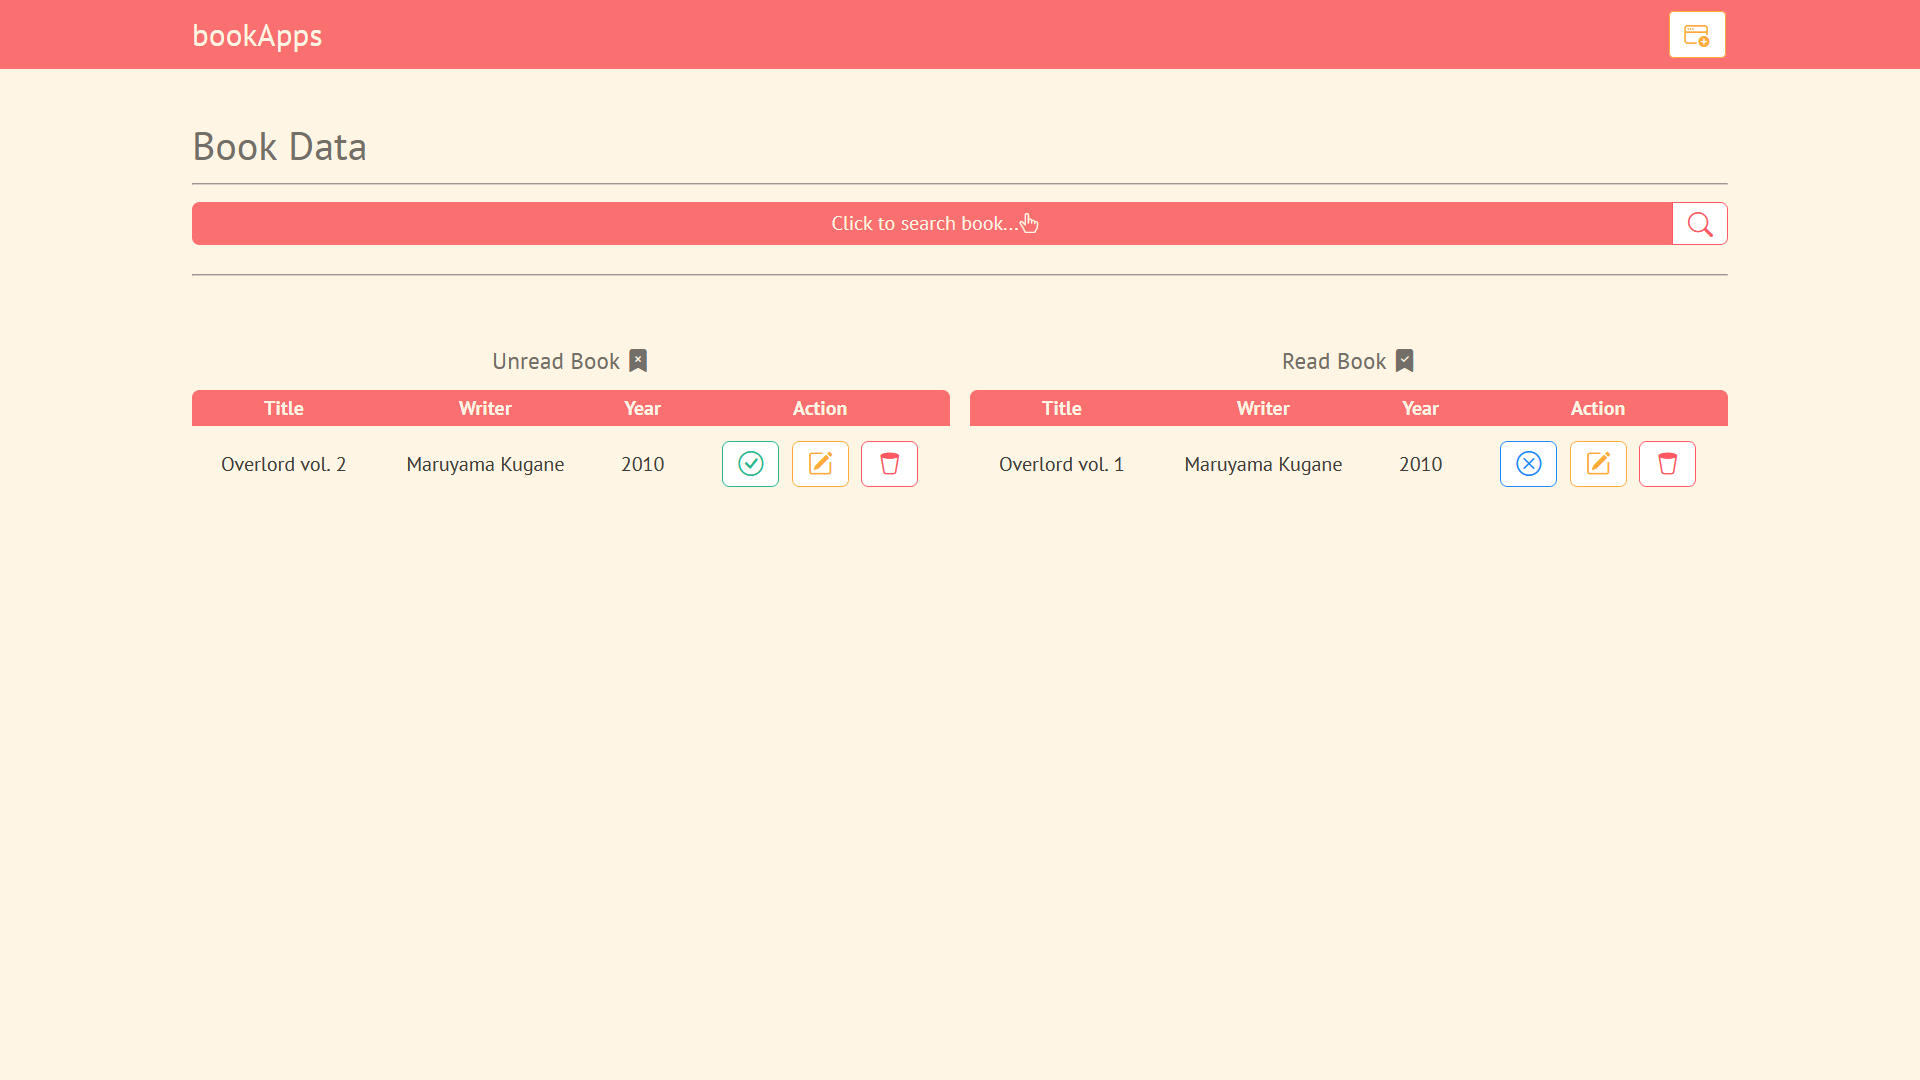 bookApps
Book Data
Click to search book...
Unread Book
Title Writer Year Action
Overlord vol. 2 Maruyama Kugane 2010
Read Book
Title Writer Year Action
Overlord vol. 1 Maruyama Kugane 2010